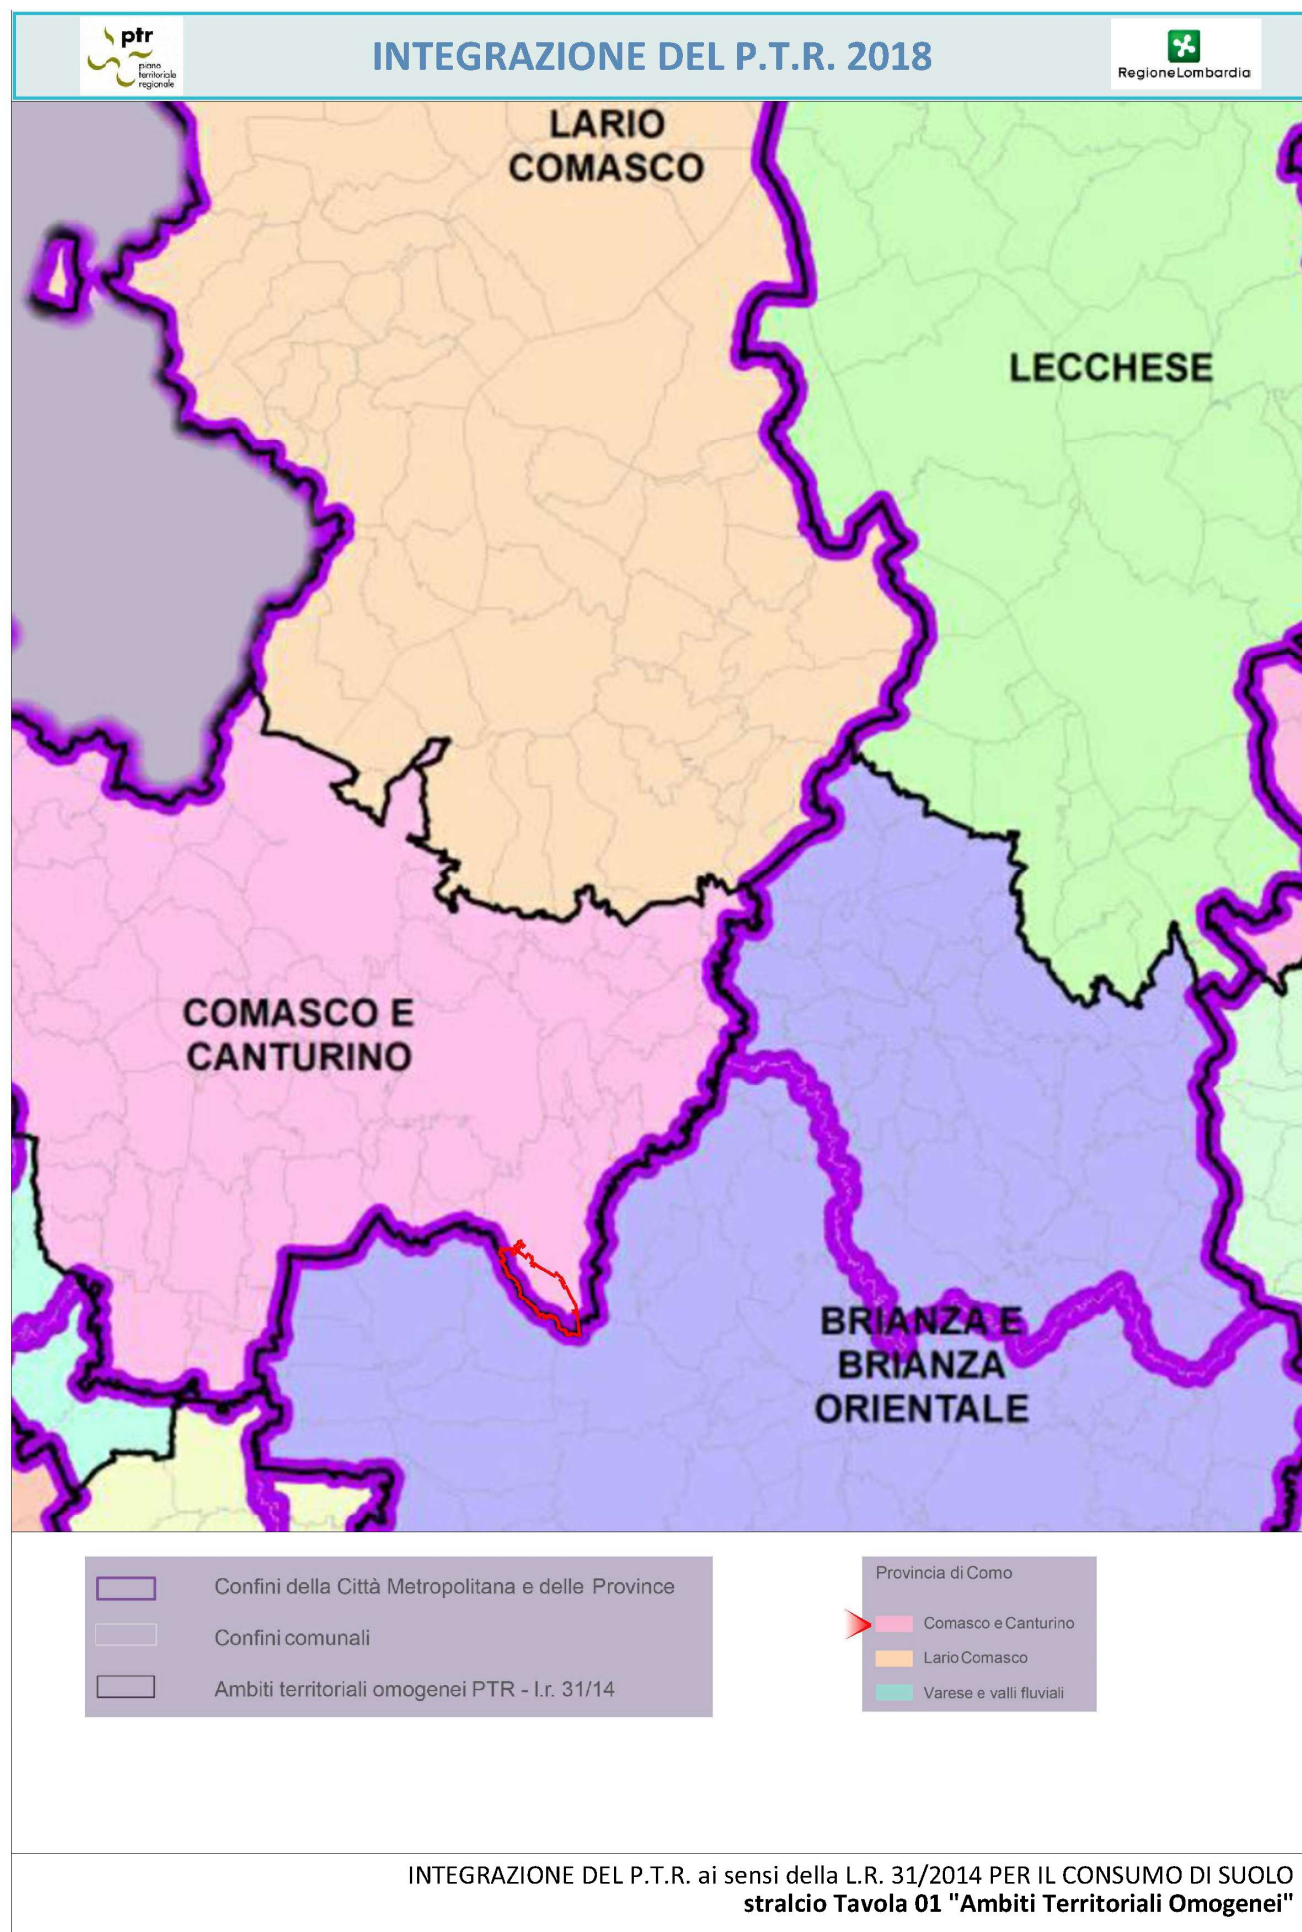 ptr
piano
territoriale
regionale
INTEGRAZIONE DEL P.T.R. 2018
RegioneLombardia
LARIO
COMASCO
LECCHESE
COMASCO E
CANTURINO
BRIANZA E
BRIANZA
ORIENTALE
Confini della Città Metropolitana e delle Province
Confini comunali
Ambiti territoriali omogenei PTR - l.r. 31/14
Provincia di Como
Comasco e Canturino
Lario Comasco
Varese e valli fluviali
INTEGRAZIONE DEL P.T.R. ai sensi della L.R. 31/2014 PER IL CONSUMO DI SUOLO
stralcio Tavola 01 "Ambiti Territoriali Omogenei"